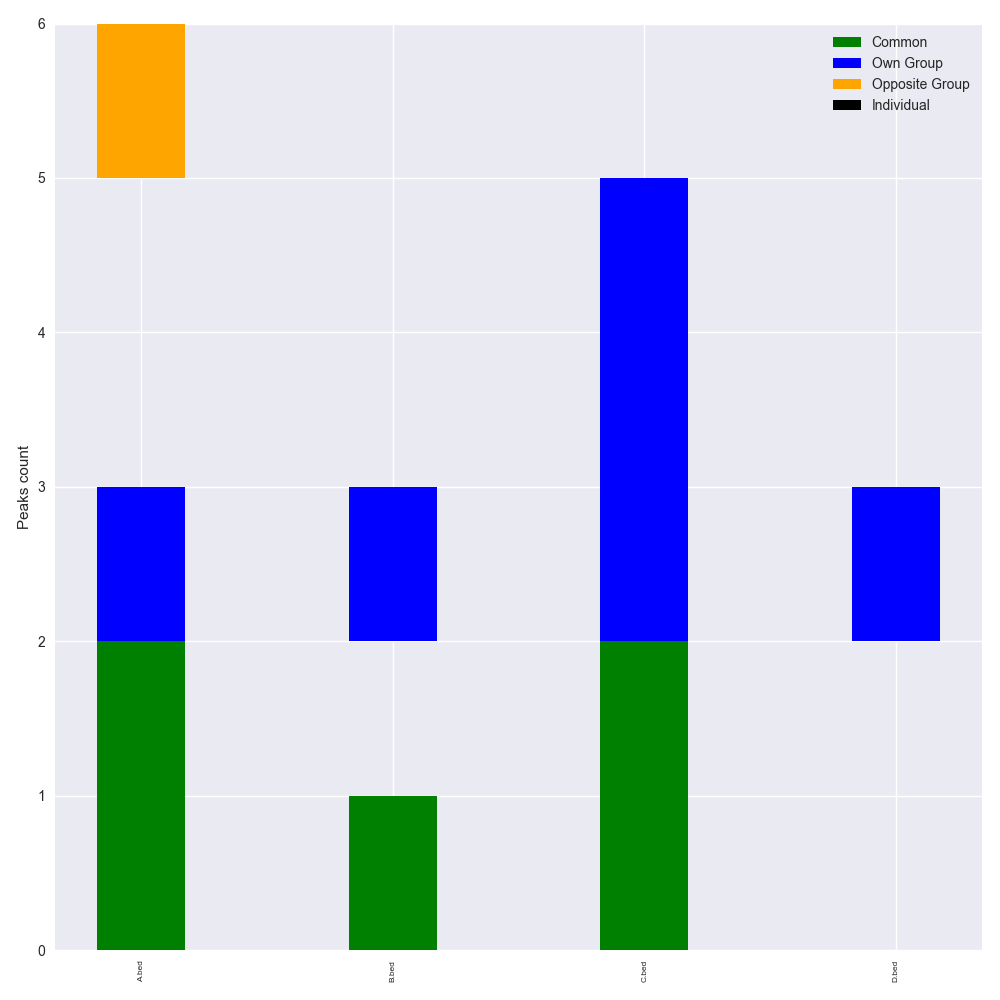 6
5
4
3
2
1
0
Peaks count
Common
Own Group
Opposite Group
Individual
A.bed
B.bed
C.bed
D.bed